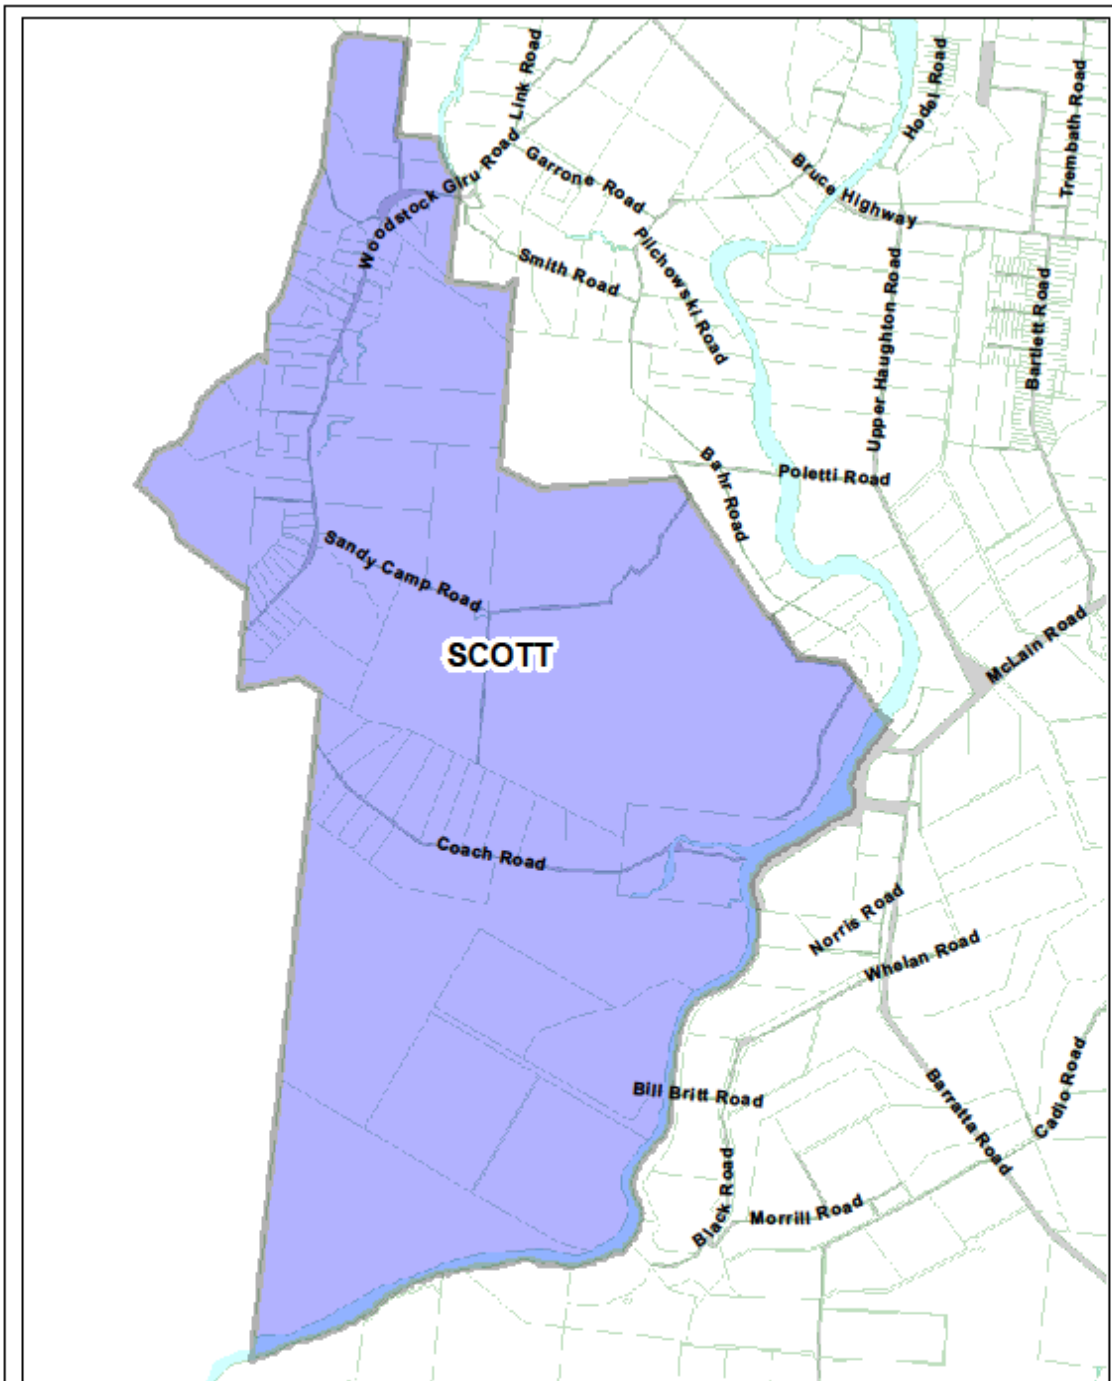 Link Road
Hodel Road
Trembath Road
Garrone Road
Bruce Highway
Woodstock Giru Road
Smith Road
Pilchowski Road
Upper Haughton Road
Bartlett Road
Bahr Road
Poletti Road
Sandy Camp Road
SCOTT
McLain Road
Coach Road
Norris Road
Whelan Road
Bill Britt Road
Barratta Road
Cadio Road
Black Road
Morrill Road